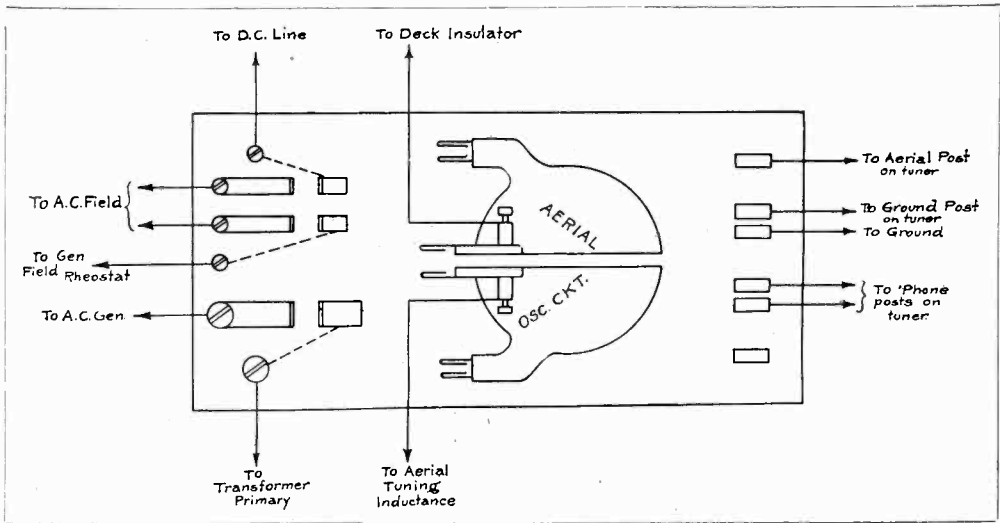 To D.C. Line
To Deck Insulator
To Aerial Post
on tuner
To A.C. Field
To Ground Post
on tuner
To Ground
To Gen
Field Rheostat
AERIAL
OSC. CKT.
To 'Phone
posts on
tuner
To A.C. Gen.
To
Transformer
Primary
To Aerial
Tuning
Inductance